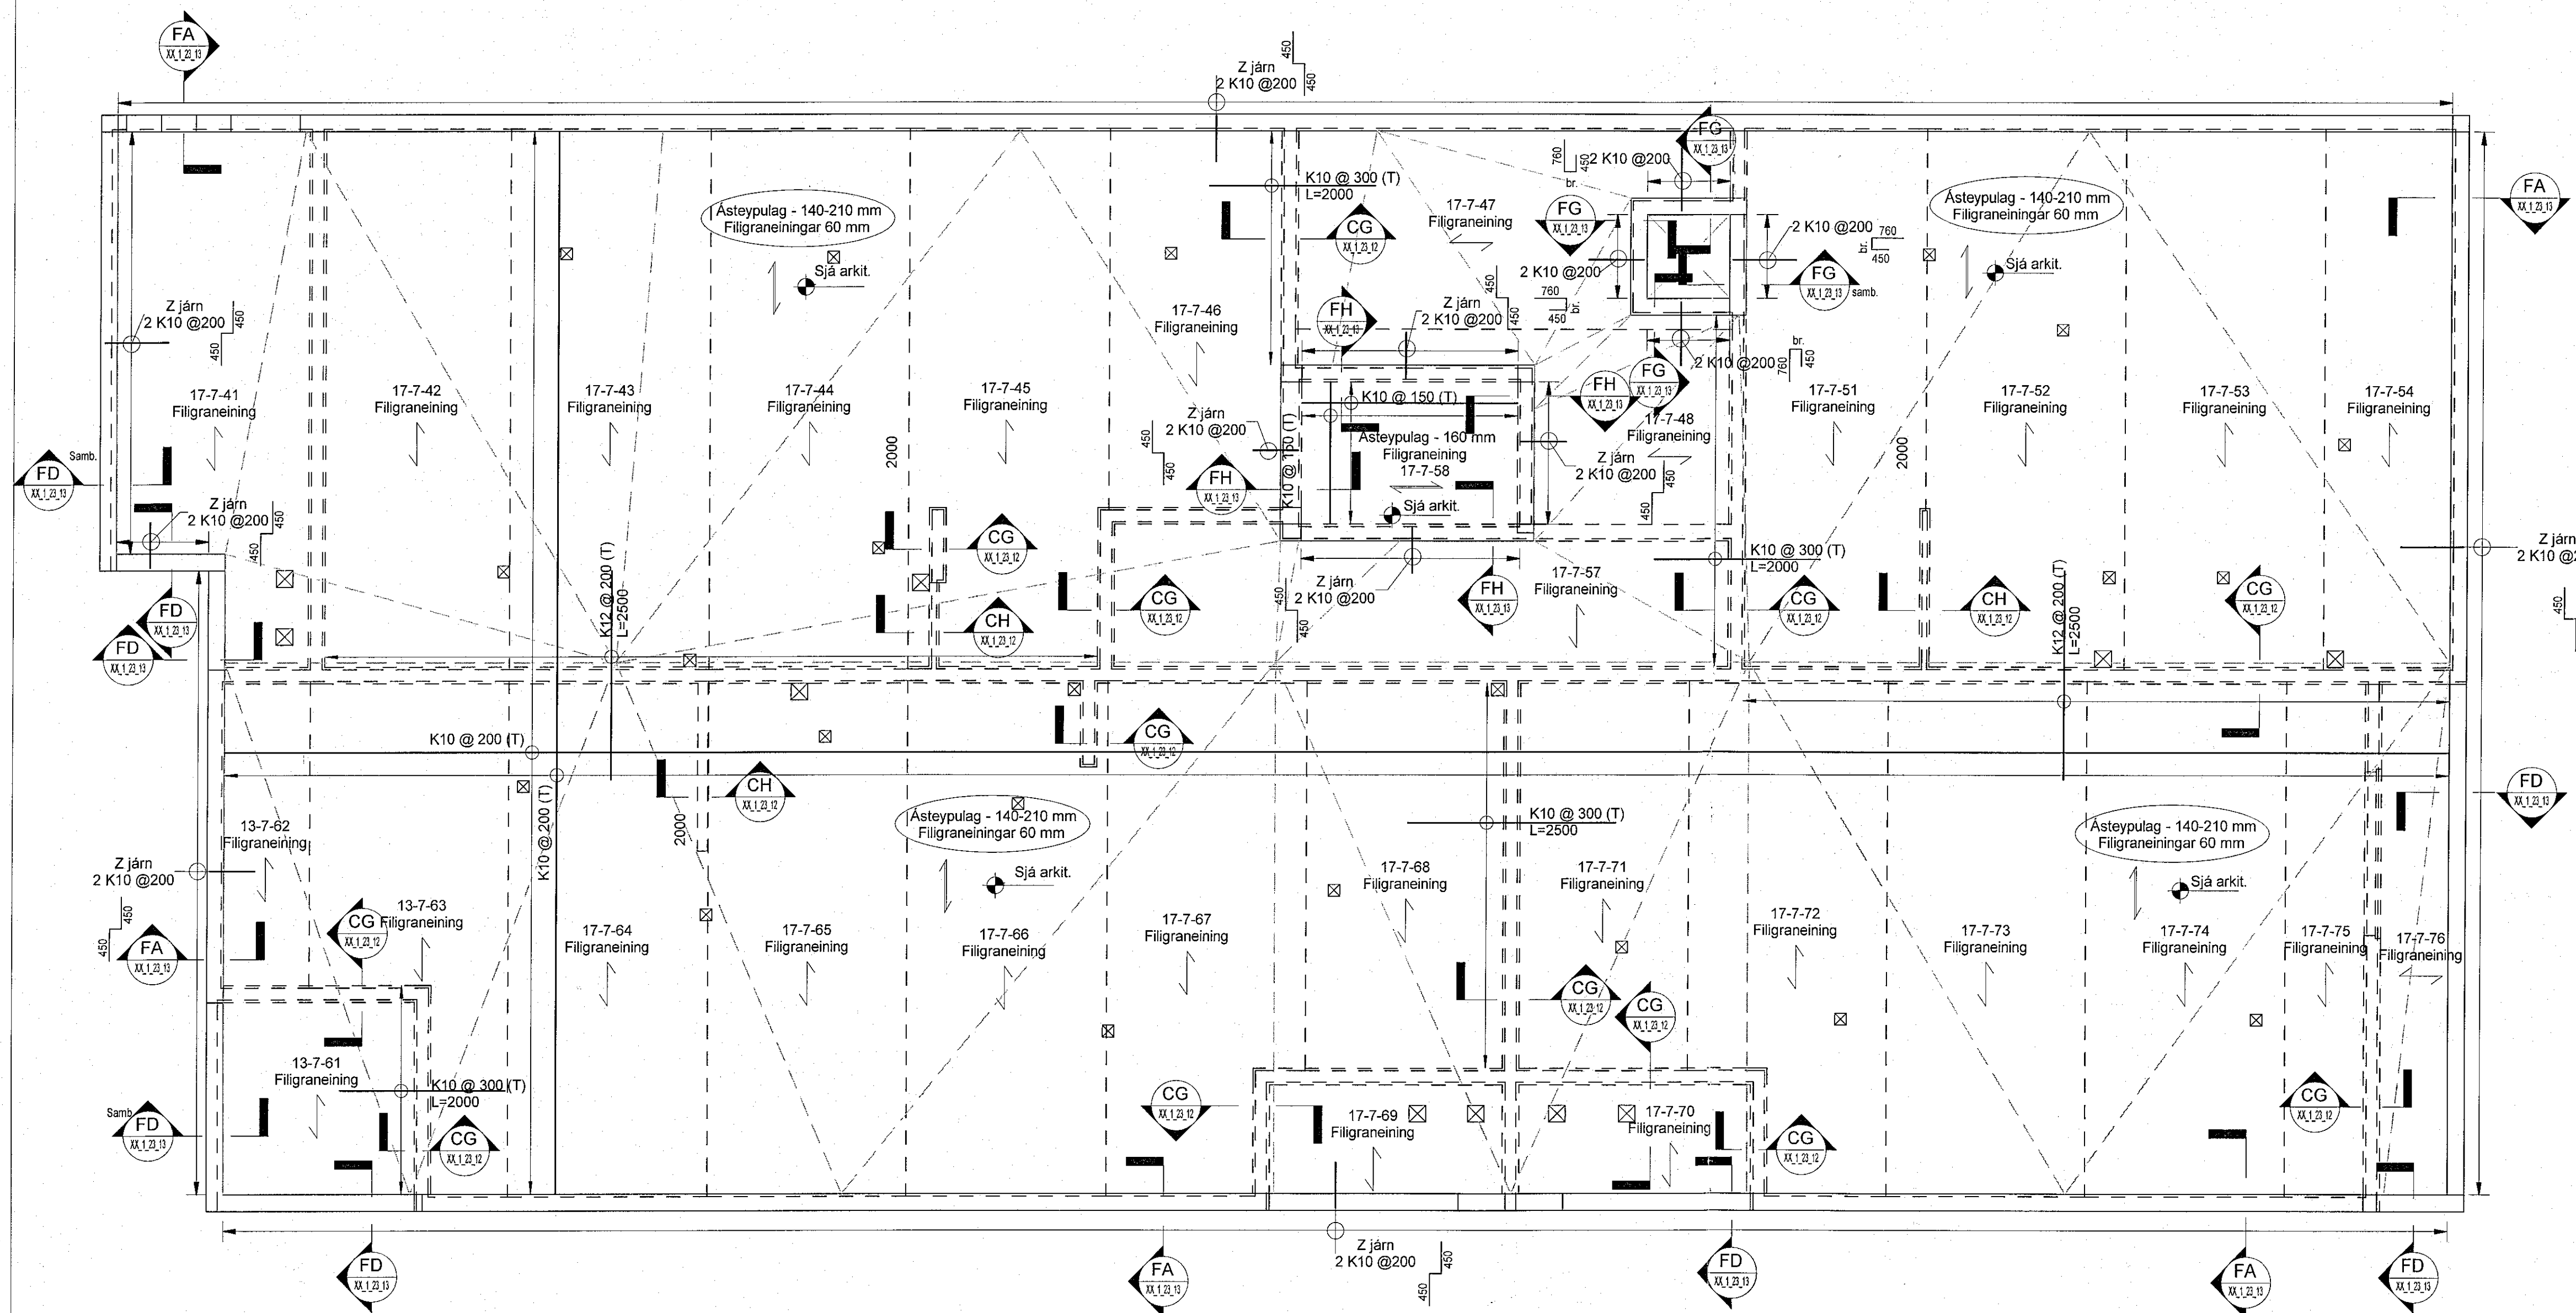 FA
XX_1_23_13
450
450
Z járn
2 K10 @200
FG
XX_1_23_13
760
450
br.
2 K10 @200
K10 @ 300 (T)
L=2000
Ásteypulag - 140-210 mm
Filigraneiningar 60 mm
Sjá arkit.
17-7-47
Filigraneining
FG
XX_1_23_13
CG
XX_1_23_12
2 K10 @200
760
br.
450
Ásteypulag - 140-210 mm
Filigraneiningar 60 mm
Sjá arkit.
FA
XX_1_23_13
2 K10 @200
760
450
br.
FG
XX_1_23_13
samb.
Z járn
2 K10 @200
450
450
17-7-46
Filigraneining
FH
XX_1_23_13
Z járn
2 K10 @200
450
450
2 K10 @200
br.
760
450
17-7-41
Filigraneining
17-7-42
Filigraneining
17-7-43
Filigraneining
17-7-44
Filigraneining
17-7-45
Filigraneining
2000
K10 @ 150 (T)
K10 @ 150 (T)
Z járn
2 K10 @200
450
450
FH
XX_1_23_13
Ásteypulag - 160 mm
Filigraneining
17-7-58
Sjá arkit.
FH
XX_1_23_13
FG
XX_1_23_13
17-7-48
Filigraneining
Z járn
2 K10 @200
450
450
17-7-51
Filigraneining
17-7-52
Filigraneining
17-7-53
Filigraneining
17-7-54
Filigraneining
2000
Samb.
FD
XX_1_23_13
Z járn
2 K10 @200
450
450
FD
XX_1_23_13
FD
XX_1_23_13
K12 @ 200 (T)
L=2500
CG
XX_1_23_12
CH
XX_1_23_12
CG
XX_1_23_12
Z járn
2 K10 @200
450
450
FH
XX_1_23_13
17-7-57
Filigraneining
K10 @ 300 (T)
L=2000
CG
XX_1_23_12
CH
XX_1_23_12
K12 @ 200 (T)
L=2500
CG
XX_1_23_12
Z járn
450
K10 @ 200 (T)
K10 @ 200 (T)
CG
XX_1_23_12
CH
XX_1_23_12
2000
Ásteypulag - 140-210 mm
Filigraneiningar 60 mm
Sjá arkit.
K10 @ 300 (T)
L=2500
Ásteypulag - 140-210 mm
Filigraneiningar 60 mm
Sjá arkit.
FD
XX_1_23_13
13-7-62
Filigraneining
Z járn
2 K10 @200
450
450
FA
XX_1_23_13
CG
XX_1_23_12
13-7-63
Filigraneining
17-7-64
Filigraneining
17-7-65
Filigraneining
17-7-66
Filigraneining
17-7-67
Filigraneining
17-7-68
Filigraneining
17-7-71
Filigraneining
17-7-72
Filigraneining
17-7-73
Filigraneining
17-7-74
Filigraneining
17-7-75
Filigraneining
17-7-76
Filigraneining
CG
XX_1_23_12
CG
XX_1_23_12
13-7-61
Filigraneining
K10 @ 300 (T)
L=2000
Samb.
FD
XX_1_23_13
CG
XX_1_23_12
CG
XX_1_23_12
17-7-69
Filigraneining
17-7-70
Filigraneining
CG
XX_1_23_12
CG
XX_1_23_12
FD
XX_1_23_13
FA
XX_1_23_13
Z járn
2 K10 @200
450
450
FD
XX_1_23_13
FA
XX_1_23_13
FD
XX_1_23_13